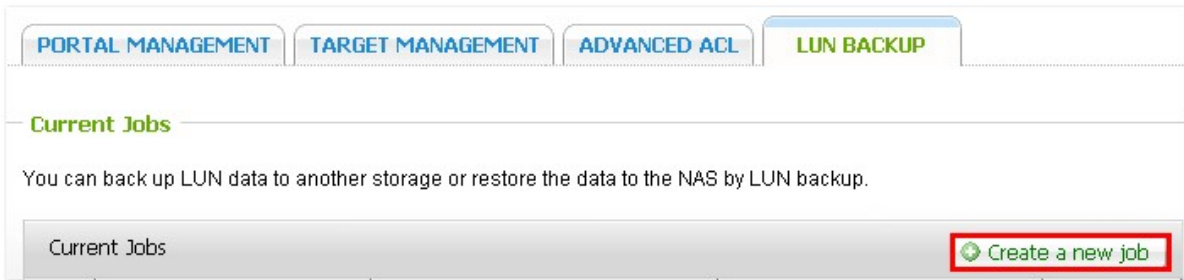 PORTAL MANAGEMENT TARGET MANAGEMENT ADVANCED ACL LUN BACKUP
Current Jobs
You can back up LUN data to another storage or restore the data to the NAS by LUN backup.
Current Jobs Create a new job